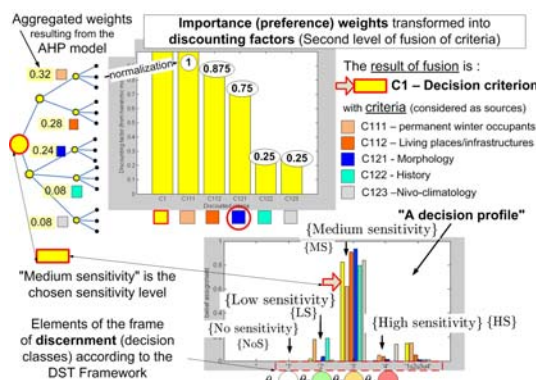 Aggregated weights
resulting from the
AHP model
0.32
0.28
0.24
0.08
0.08
normalization
Importance (preference) weights transformed into
discounting factors (Second level of fusion of criteria)
1
0.875
0.75
0.25
0.25
C1
C111
C112
C121
C122
C123
The result of fusion is :
C1 – Decision criterion
with criteria (considered as sources)
C111 – permanent winter occupants
C112 – Living places/infrastructures
C121 - Morphology
C122 - History
C123 - Nivo-climatology
"A decision profile"
{Medium sensitivity}
{MS}
{Low sensitivity}
{LS}
{No sensitivity}
{NoS}
{High sensitivity} {HS}
"Medium sensitivity" is the
chosen sensitivity level
Elements of the frame
of discernment (decision
classes) according to the
DST Framework